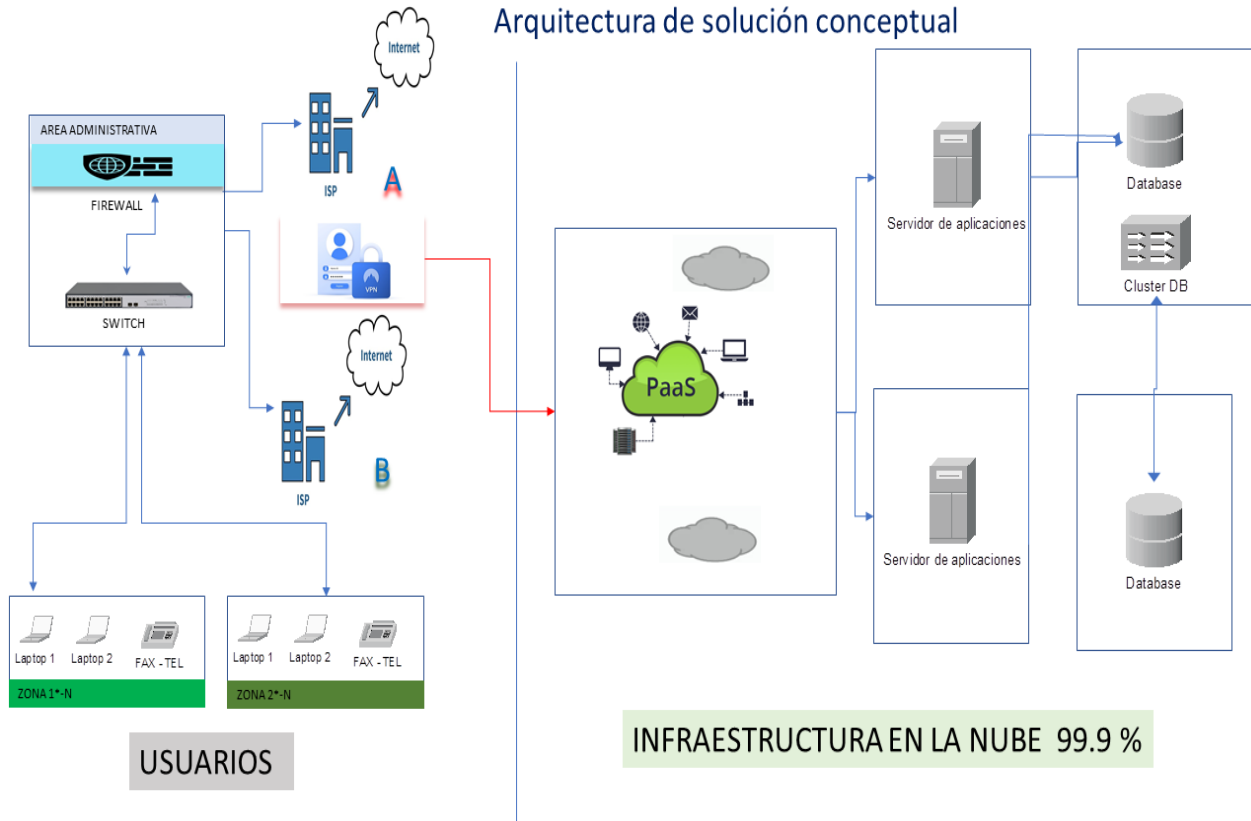 Arquitectura de solución conceptual
Internet
AREA ADMINISTRATIVA
FIREWALL
SWITCH
ISP
A
VPN
Internet
ISP
B
Laptop 1
Laptop 2
FAX - TEL
ZONA 1*-N
Laptop 1
Laptop 2
FAX - TEL
ZONA 2*-N
USUARIOS
PaaS
Servidor de aplicaciones
Servidor de aplicaciones
Database
Cluster DB
Database
INFRAESTRUCTURA EN LA NUBE 99.9 %